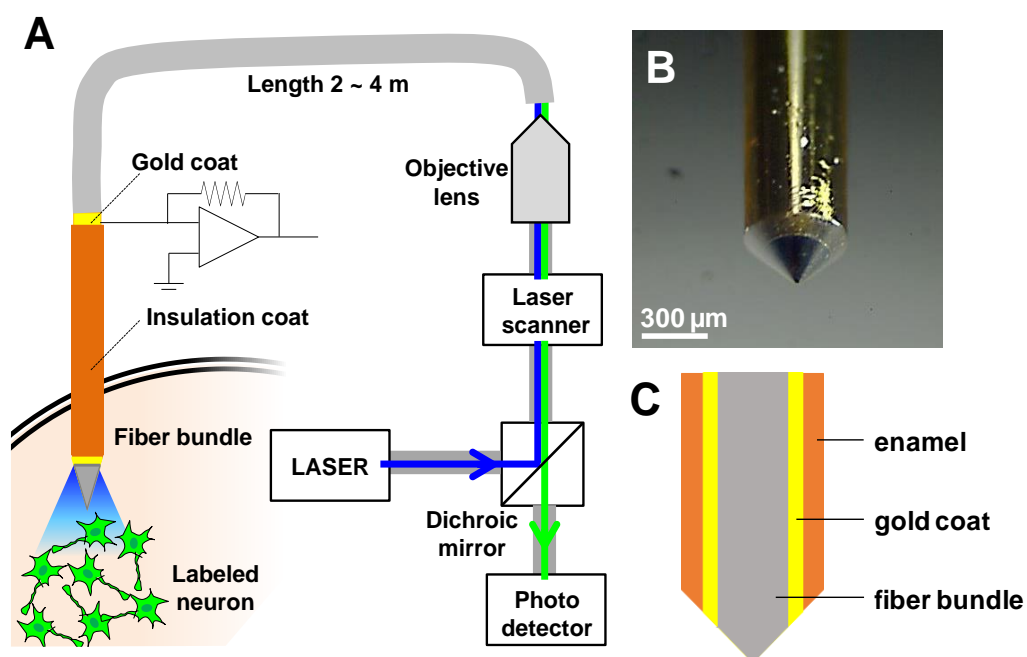 A
Length 2 ~ 4 m
Gold coat
Objective
lens
Laser
scanner
Insulation coat
Fiber bundle
LASER
Dichroic
mirror
Labeled
neuron
Photo
detector
B
300 µm
C
enamel
gold coat
fiber bundle